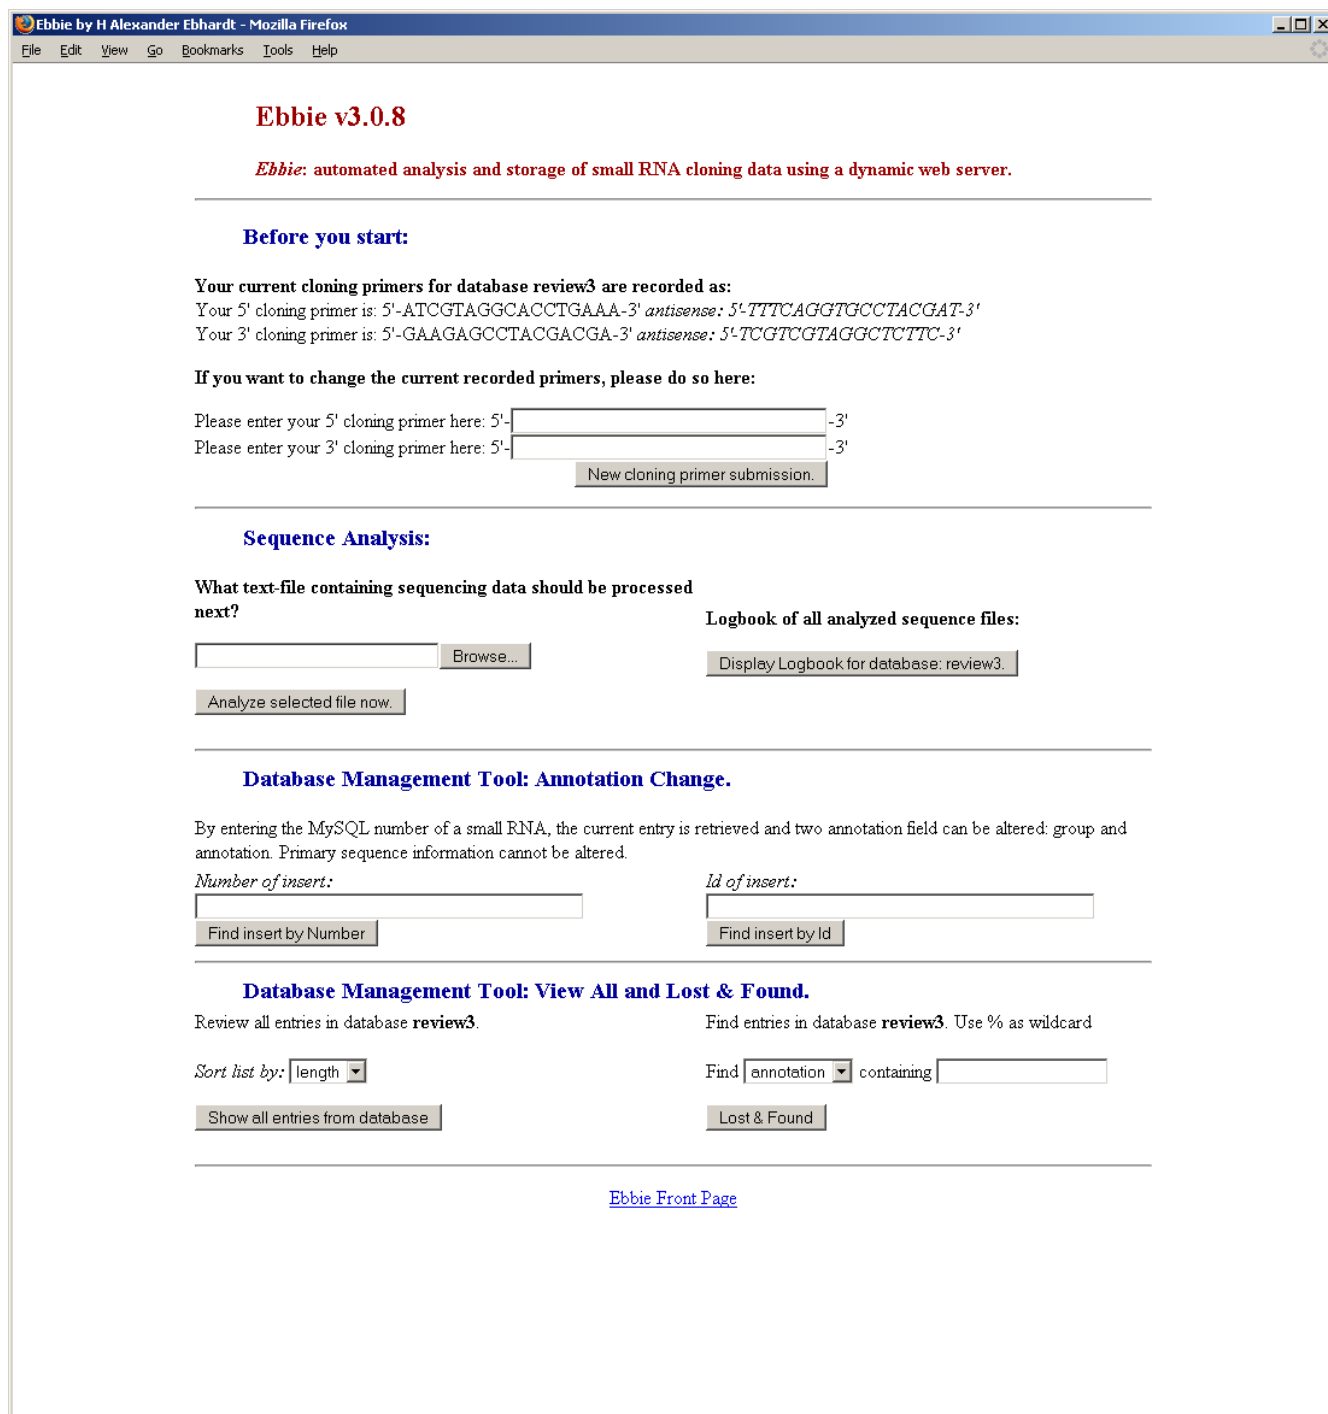 Ebbie by H Alexander Ebhardt - Mozilla Firefox
File Edit View Go Bookmarks Tools Help
Ebbie v3.0.8
Ebbie: automated analysis and storage of small RNA cloning data using a dynamic web server.
Before you start:
Your current cloning primers for database review3 are recorded as:
Your 5' cloning primer is: 5'-ATCGTAGGCACCTGAAA-3' antisense: 5'-TTTCAGGTGCCTACGAT-3'
Your 3' cloning primer is: 5'-GAAGAGCCTACGACGA-3' antisense: 5'-TCGTCGTAGGCTCTTC-3'
If you want to change the current recorded primers, please do so here:
Please enter your 5' cloning primer here: 5'- -3'
Please enter your 3' cloning primer here: 5'- -3'
New cloning primer submission.
Sequence Analysis:
What text-file containing sequencing data should be processed
next?
Browse...
Analyze selected file now.
Logbook of all analyzed sequence files:
Display Logbook for database: review3.
Database Management Tool: Annotation Change.
By entering the MySQL number of a small RNA, the current entry is retrieved and two annotation field can be altered: group and
annotation. Primary sequence information cannot be altered.
Number of insert:
Find insert by Number
Id of insert:
Find insert by Id
Database Management Tool: View All and Lost & Found.
Review all entries in database review3.
Sort list by: length
Show all entries from database
Find entries in database review3. Use % as wildcard
Find annotation containing
Lost & Found
Ebbie Front Page